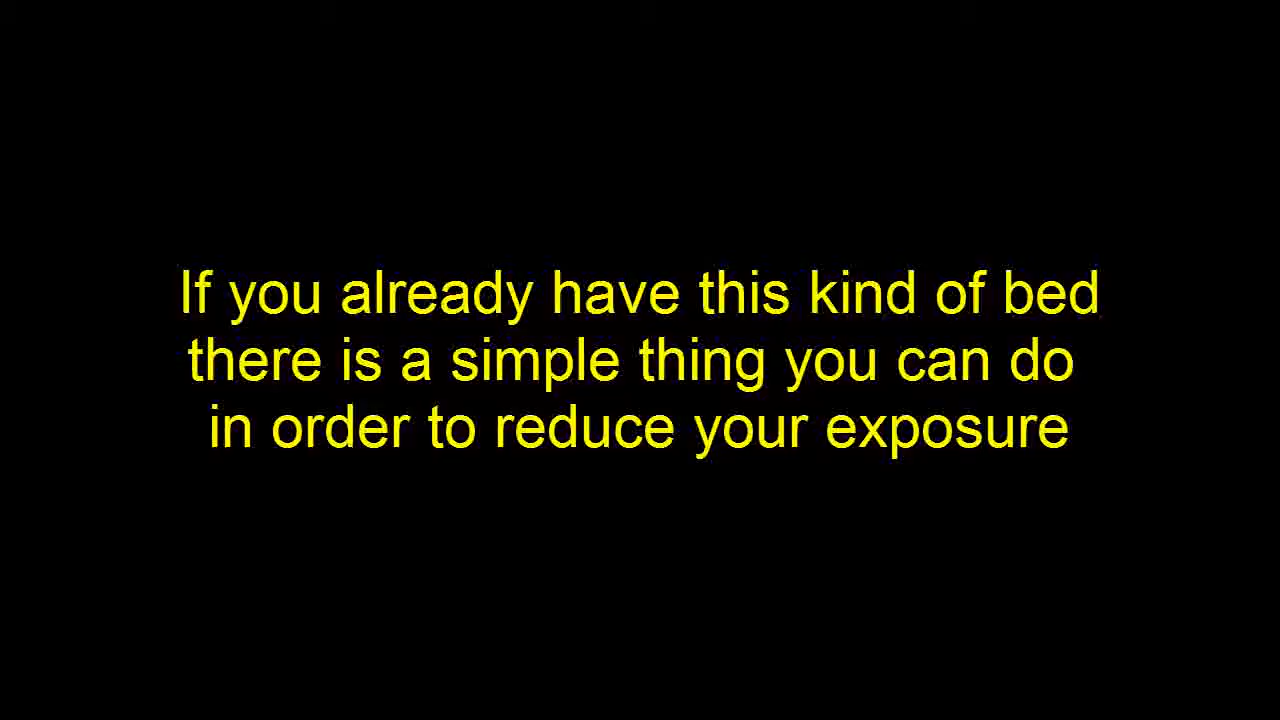 If you already have this kind of bed
there is a simple thing you can do
in order to reduce your exposure